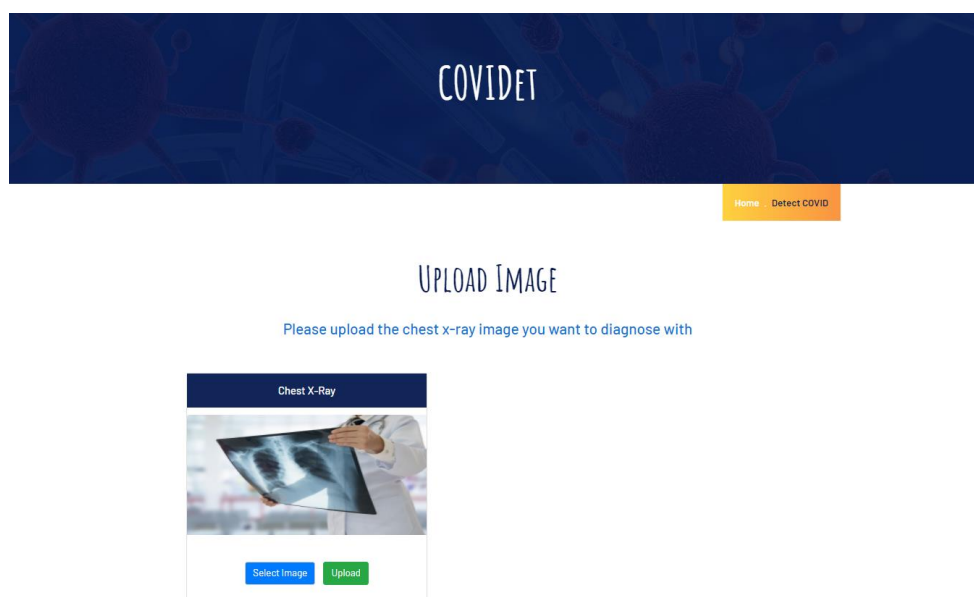 COVIDet
Home Detect COVID
Upload Image
Please upload the chest x-ray image you want to diagnose with
Chest X-Ray
Select Image Upload